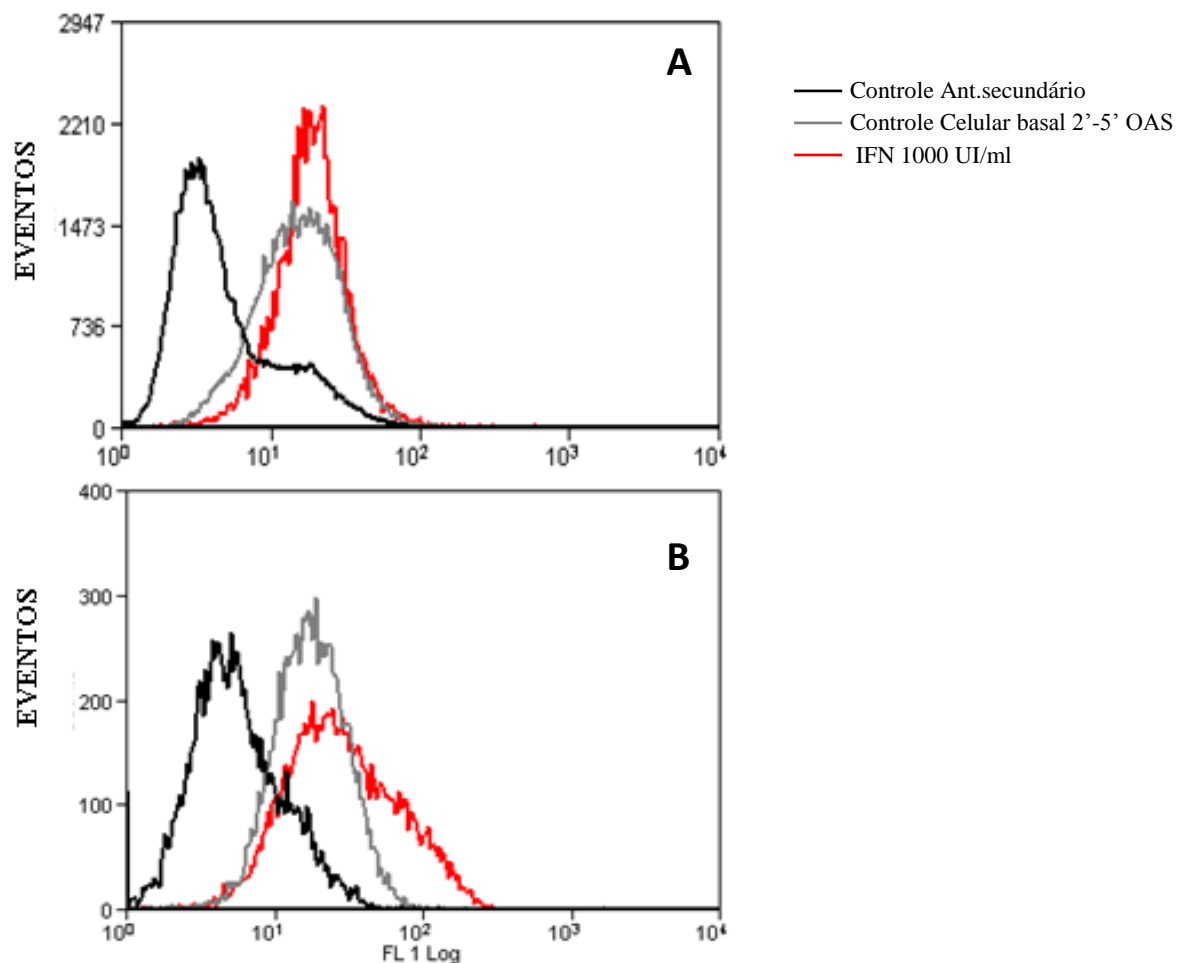 2947
A
2210
1473
736
0
EVENTOS
10⁰ 10¹ 10² 10³ 10⁴
Controle Ant.secundário
Controle Celular basal 2’-5’ OAS
IFN 1000 UI/ml
400
B
300
200
100
0
EVENTOS
10⁰ 10¹ 10² 10³ 10⁴
FL 1 Log